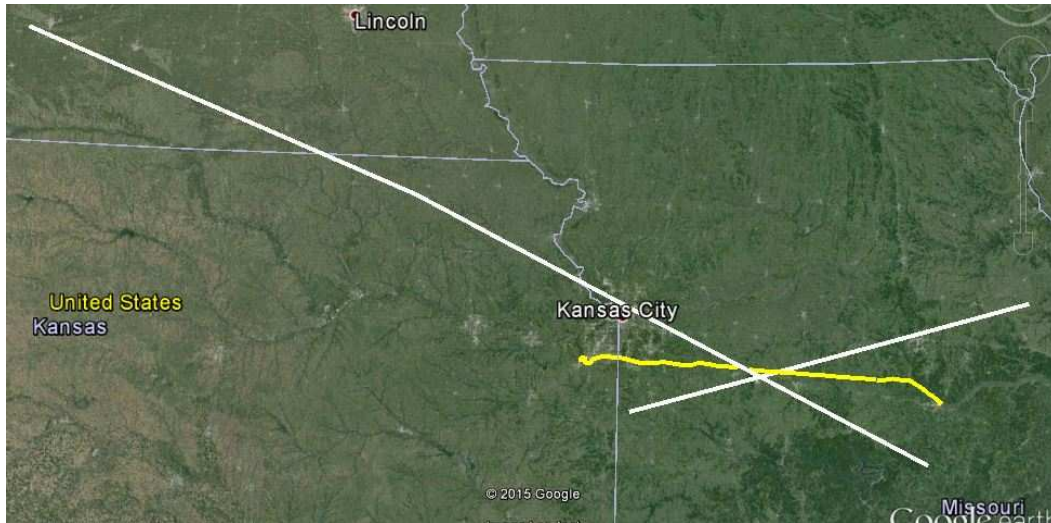 Lincoln
United States
Kansas
Kansas City
© 2015 Google
Missouri
Google earth